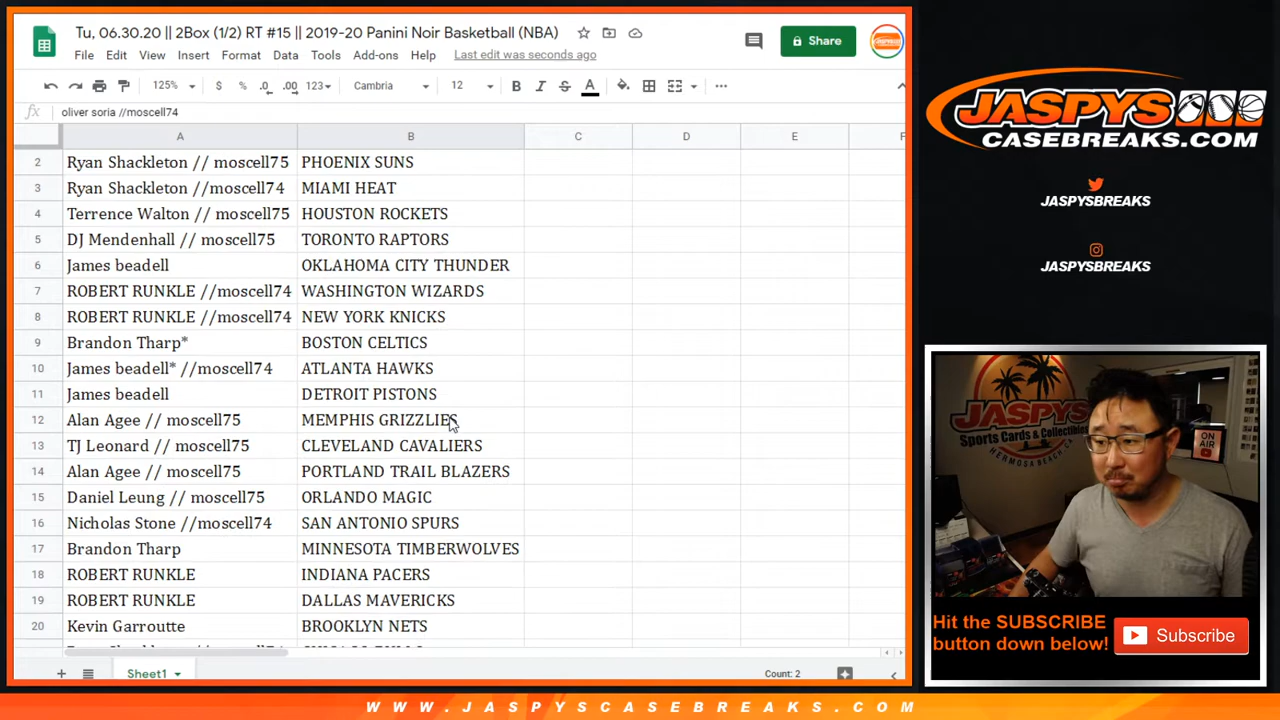 Tu, 06.30.20 || 2Box (1/2) RT #15 || 2019-20 Panini Noir Basketball (NBA)
File Edit View Insert Format Data Tools Add-ons Help Last edit was seconds ago
Share
125% $ % .0 .00 123 Cambria 12 B I S A
fx oliver soria //moscell74
A B C D E F
2 Ryan Shackleton // moscell75 PHOENIX SUNS
3 Ryan Shackleton //moscell74 MIAMI HEAT
4 Terrence Walton // moscell75 HOUSTON ROCKETS
5 DJ Mendenhall // moscell75 TORONTO RAPTORS
6 James beadell OKLAHOMA CITY THUNDER
7 ROBERT RUNKLE //moscell74 WASHINGTON WIZARDS
8 ROBERT RUNKLE //moscell74 NEW YORK KNICKS
9 Brandon Tharp* BOSTON CELTICS
10 James beadell* //moscell74 ATLANTA HAWKS
11 James beadell DETROIT PISTONS
12 Alan Agee // moscell75 MEMPHIS GRIZZLIES
13 TJ Leonard // moscell75 CLEVELAND CAVALIERS
14 Alan Agee // moscell75 PORTLAND TRAIL BLAZERS
15 Daniel Leung // moscell75 ORLANDO MAGIC
16 Nicholas Stone //moscell74 SAN ANTONIO SPURS
17 Brandon Tharp MINNESOTA TIMBERWOLVES
18 ROBERT RUNKLE INDIANA PACERS
19 ROBERT RUNKLE DALLAS MAVERICKS
20 Kevin Garroutte BROOKLYN NETS
Sheet1
Count: 2
JASPYS
CASEBREAKS.COM
JASPYSBREAKS
JASPYSBREAKS
JASPYS
Sports Cards & Collectibles
HERMOSA BEACH
ON AIR
Hit the SUBSCRIBE
button down below!
Subscribe
WWW.JASPYSCASEBREAKS.COM